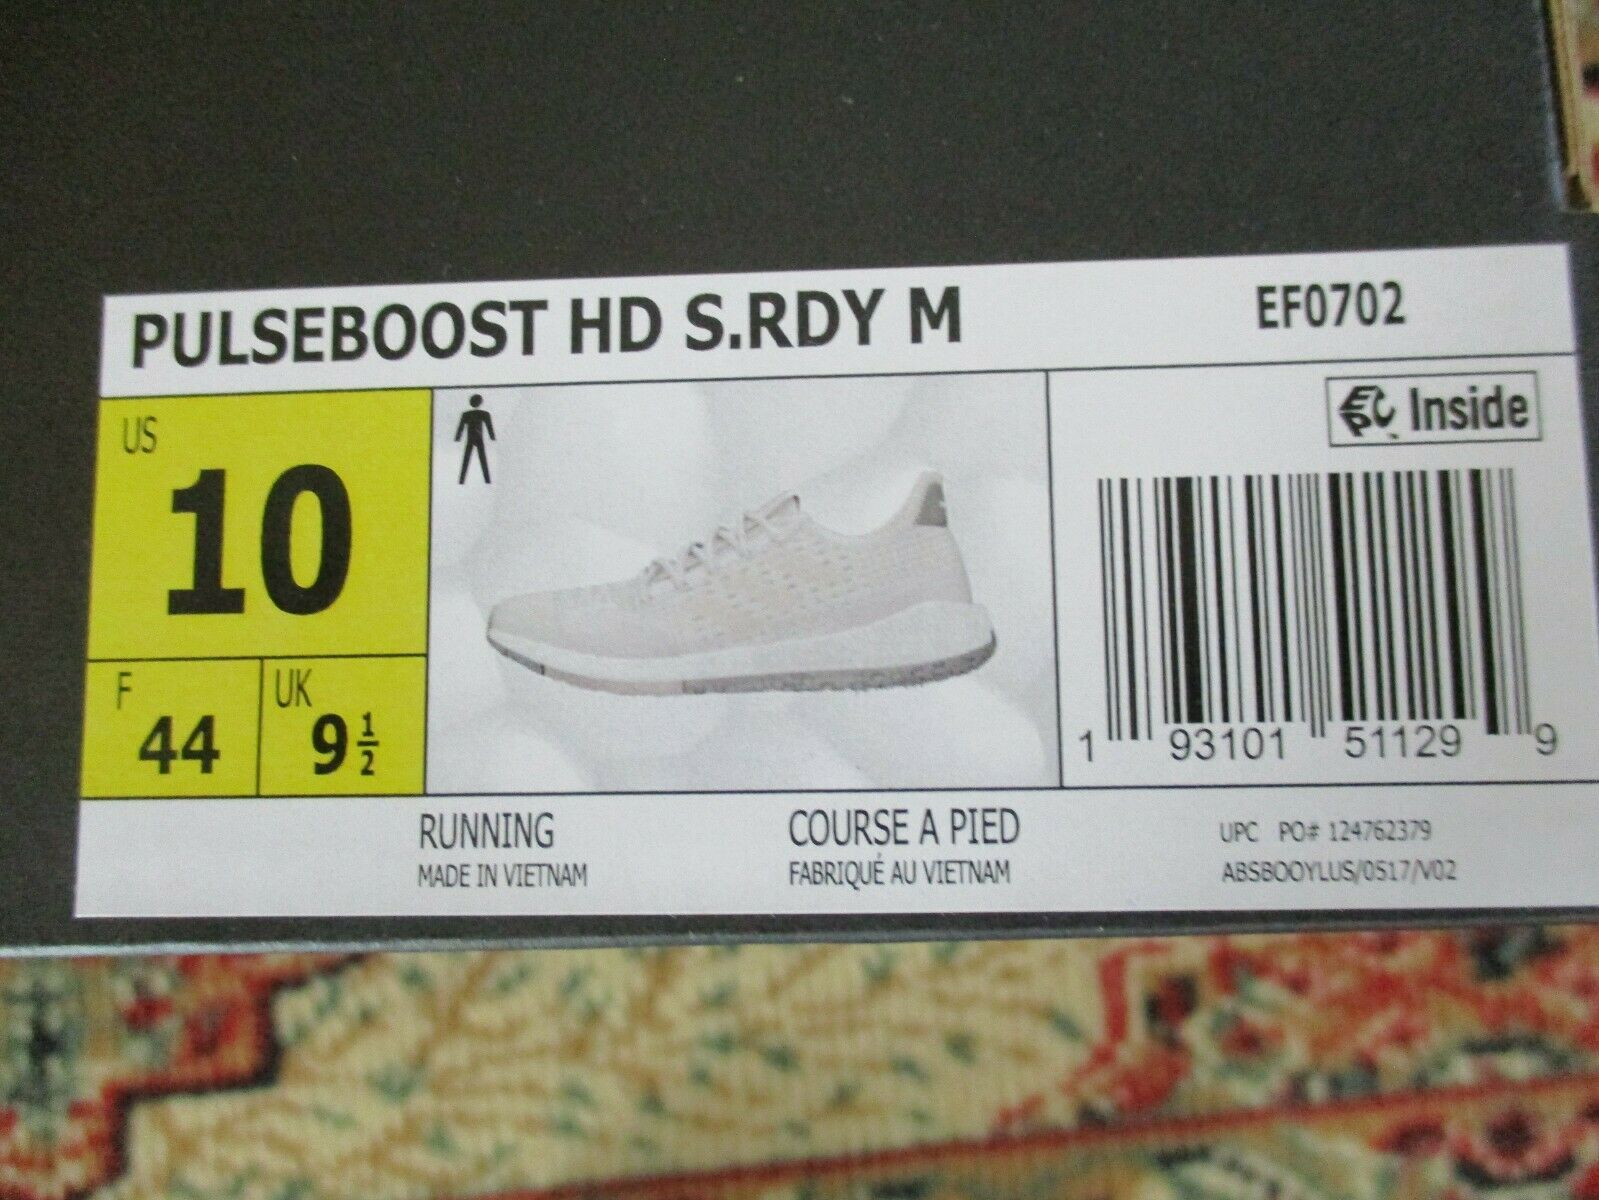 PULSEBOOST HD S.RDY M
EF0702
US
10
F
44
UK
9 1/2
EPC Inside
1 93101 51129 9
RUNNING
MADE IN VIETNAM
COURSE A PIED
FABRIQUÉ AU VIETNAM
UPC PO# 124762379
ABSBOOYLUS/0517/V02